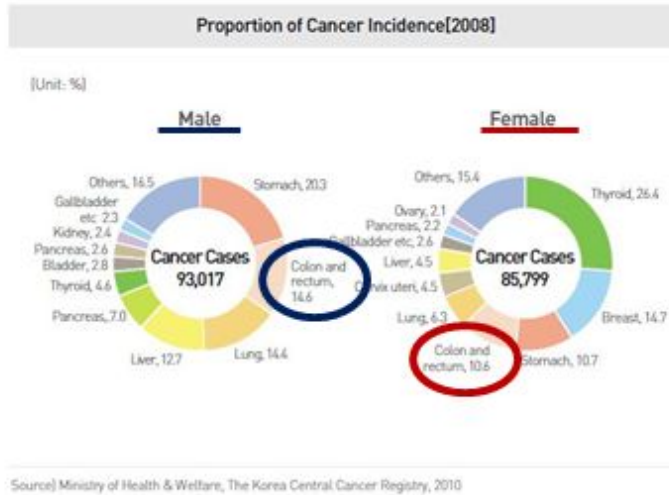 Proportion of Cancer Incidence[2008]
[Unit: %]
Male
Others, 16.5
Stomach, 20.3
Gallbladder
etc 2.3
Kidney, 2.4
Pancreas, 2.6
Bladder, 2.8
Thyroid, 4.6
Pancreas, 7.0
Liver, 12.7
Lung, 14.4
Colon and
rectum,
14.6
Cancer Cases
93,017
Female
Others, 15.4
Thyroid, 26.4
Ovary, 2.1
Pancreas, 2.2
Gallbladder etc, 2.6
Liver, 4.5
Cervix uteri, 4.5
Lung, 6.3
Colon and
rectum, 10.6
Stomach, 10.7
Breast, 14.7
Cancer Cases
85,799
Source) Ministry of Health & Welfare, The Korea Central Cancer Registry, 2010